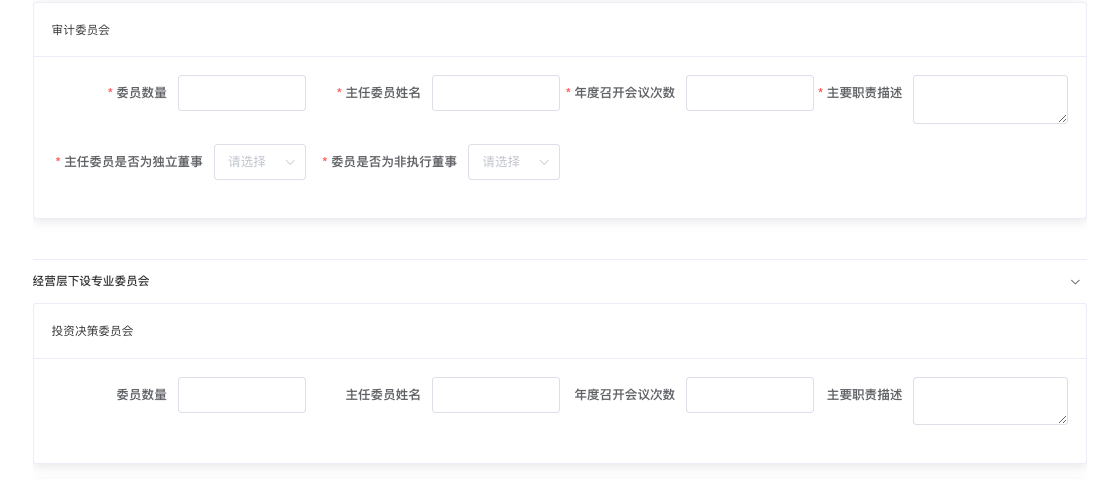 审计委员会
* 委员数量 * 主任委员姓名 * 年度召开会议次数 * 主要职责描述
* 主任委员是否为独立董事 请选择 * 委员是否为非执行董事 请选择
经营层下设专业委员会
投资决策委员会
委员数量 主任委员姓名 年度召开会议次数 主要职责描述